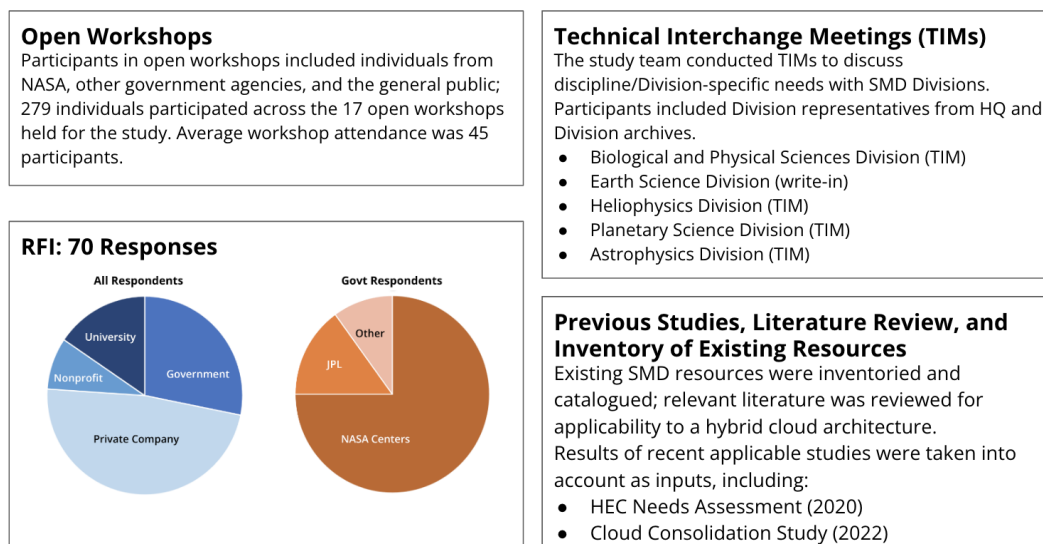 Open Workshops
Participants in open workshops included individuals from
NASA, other government agencies, and the general public;
279 individuals participated across the 17 open workshops
held for the study. Average workshop attendance was 45
participants.
RFI: 70 Responses
All Respondents
University
Government
Nonprofit
Private Company
Govt Respondents
Other
JPL
NASA Centers
Technical Interchange Meetings (TIMs)
The study team conducted TIMs to discuss
discipline/Division-specific needs with SMD Divisions.
Participants included Division representatives from HQ and
Division archives.
● Biological and Physical Sciences Division (TIM)
● Earth Science Division (write-in)
● Heliophysics Division (TIM)
● Planetary Science Division (TIM)
● Astrophysics Division (TIM)
Previous Studies, Literature Review, and
Inventory of Existing Resources
Existing SMD resources were inventoried and
catalogued; relevant literature was reviewed for
applicability to a hybrid cloud architecture.
Results of recent applicable studies were taken into
account as inputs, including:
● HEC Needs Assessment (2020)
● Cloud Consolidation Study (2022)